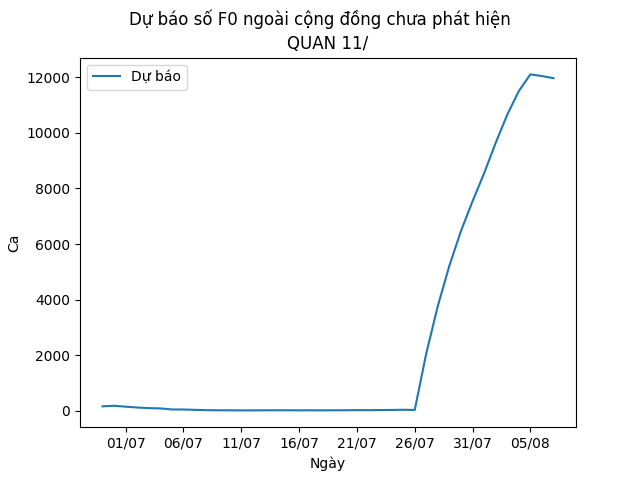 Dự báo số F0 ngoài cộng đồng chưa phát hiện
QUAN 11/
Dự báo
12000
10000
8000
6000
4000
2000
0
Ca
01/07 06/07 11/07 16/07 21/07 26/07 31/07 05/08
Ngày